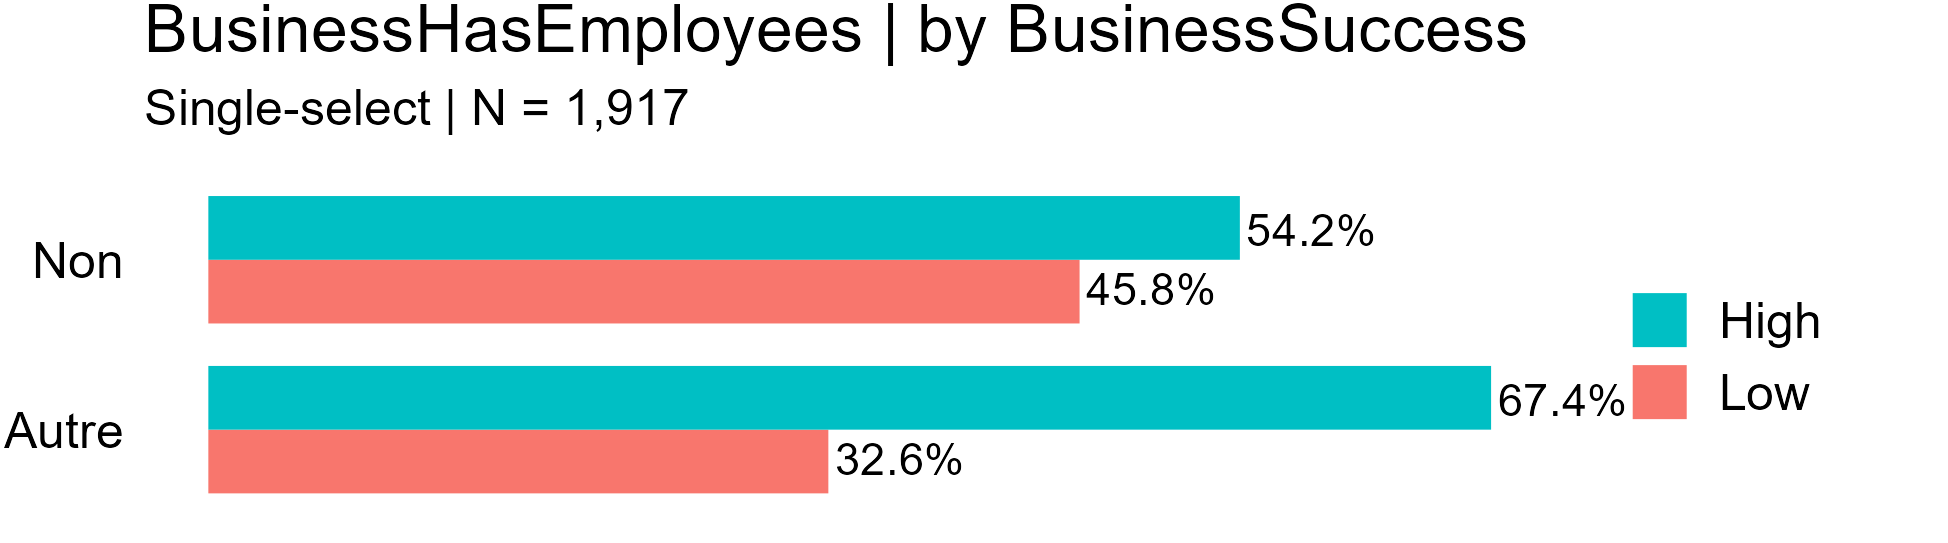 BusinessHasEmployees | by BusinessSuccess
Single-select | N = 1,917
Non
54.2%
45.8%
Autre
67.4%
32.6%
High
Low